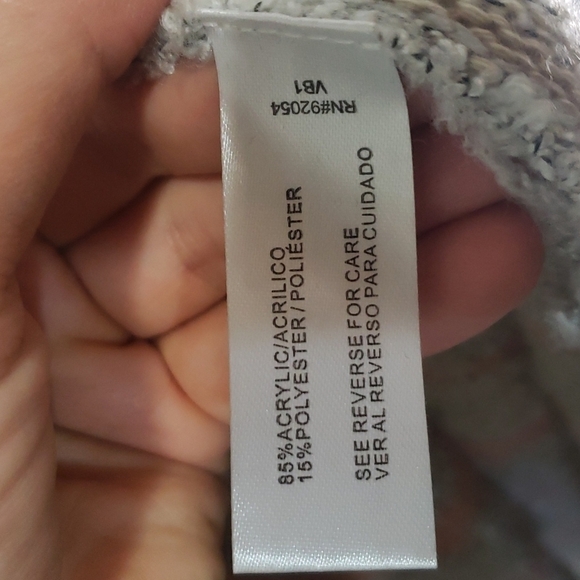 RN#92054
VB1
85%ACRYLIC/ACRILICO
15%POLYESTER/POLIÉSTER
SEE REVERSE FOR CARE
VER AL REVERSO PARA CUIDADO